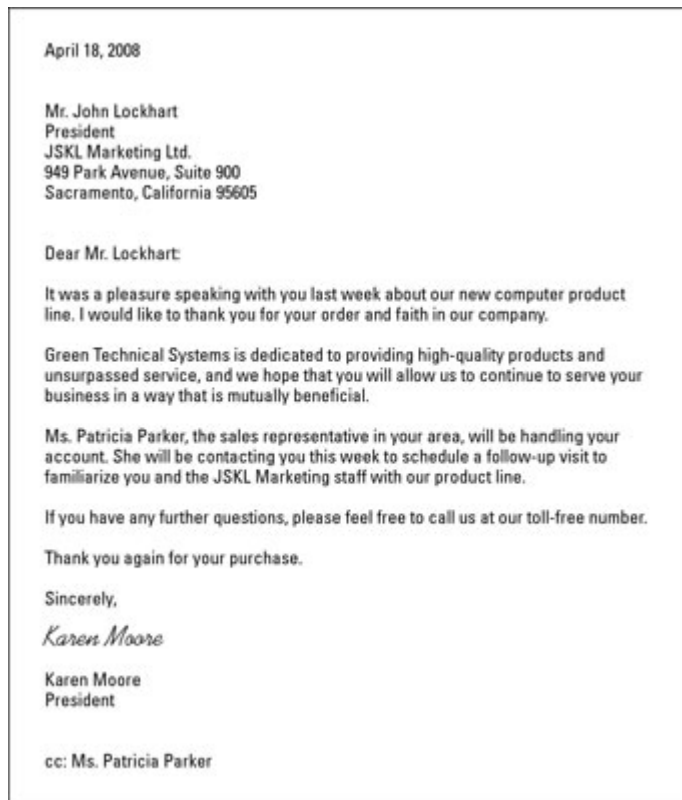 April 18, 2008
Mr. John Lockhart
President
JSKL Marketing Ltd.
949 Park Avenue, Suite 900
Sacramento, California 95605
Dear Mr. Lockhart:
It was a pleasure speaking with you last week about our new computer product
line. I would like to thank you for your order and faith in our company.
Green Technical Systems is dedicated to providing high-quality products and
unsurpassed service, and we hope that you will allow us to continue to serve your
business in a way that is mutually beneficial.
Ms. Patricia Parker, the sales representative in your area, will be handling your
account. She will be contacting you this week to schedule a follow-up visit to
familiarize you and the JSKL Marketing staff with our product line.
If you have any further questions, please feel free to call us at our toll-free number.
Thank you again for your purchase.
Sincerely,
Karen Moore
Karen Moore
President
cc: Ms. Patricia Parker